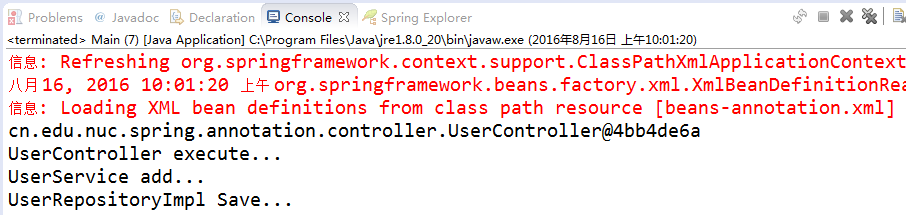 Problems @ Javadoc Declaration Console Spring Explorer
<terminated> Main (7) [Java Application] C:\Program Files\Java\jre1.8.0_20\bin\javaw.exe (2016年8月16日 上午10:01:20)
信息: Refreshing org.springframework.context.support.ClassPathXmlApplicationContext
八月 16, 2016 10:01:20 上午 org.springframework.beans.factory.xml.XmlBeanDefinitionRea
信息: Loading XML bean definitions from class path resource [beans-annotation.xml]
cn.edu.nuc.spring.annotation.controller.UserController@4bb4de6a
UserController execute...
UserService add...
UserRepositoryImpl Save...